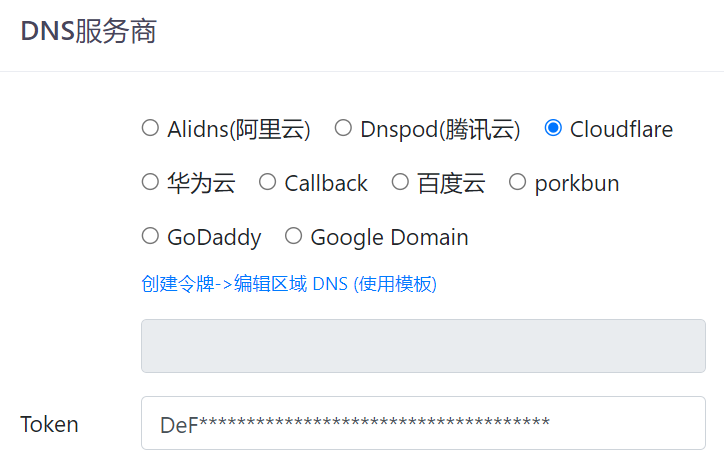 DNS服务商
Alidns(阿里云) Dnspod(腾讯云) Cloudflare
华为云 Callback 百度云 porkbun
GoDaddy Google Domain
创建令牌->编辑区域 DNS (使用模板)
Token DeF*************************************